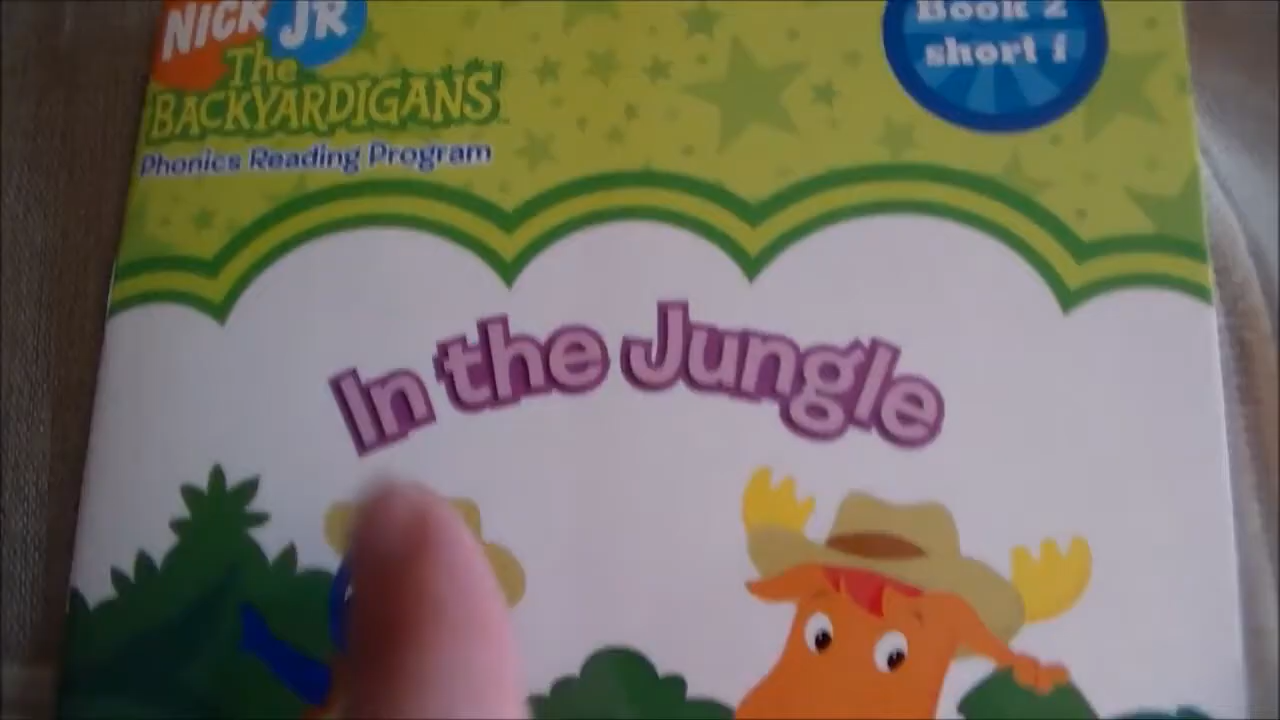 NICK JR
The
BACKYARDIGANS
Phonics Reading Program
Book 2
short i
In the Jungle